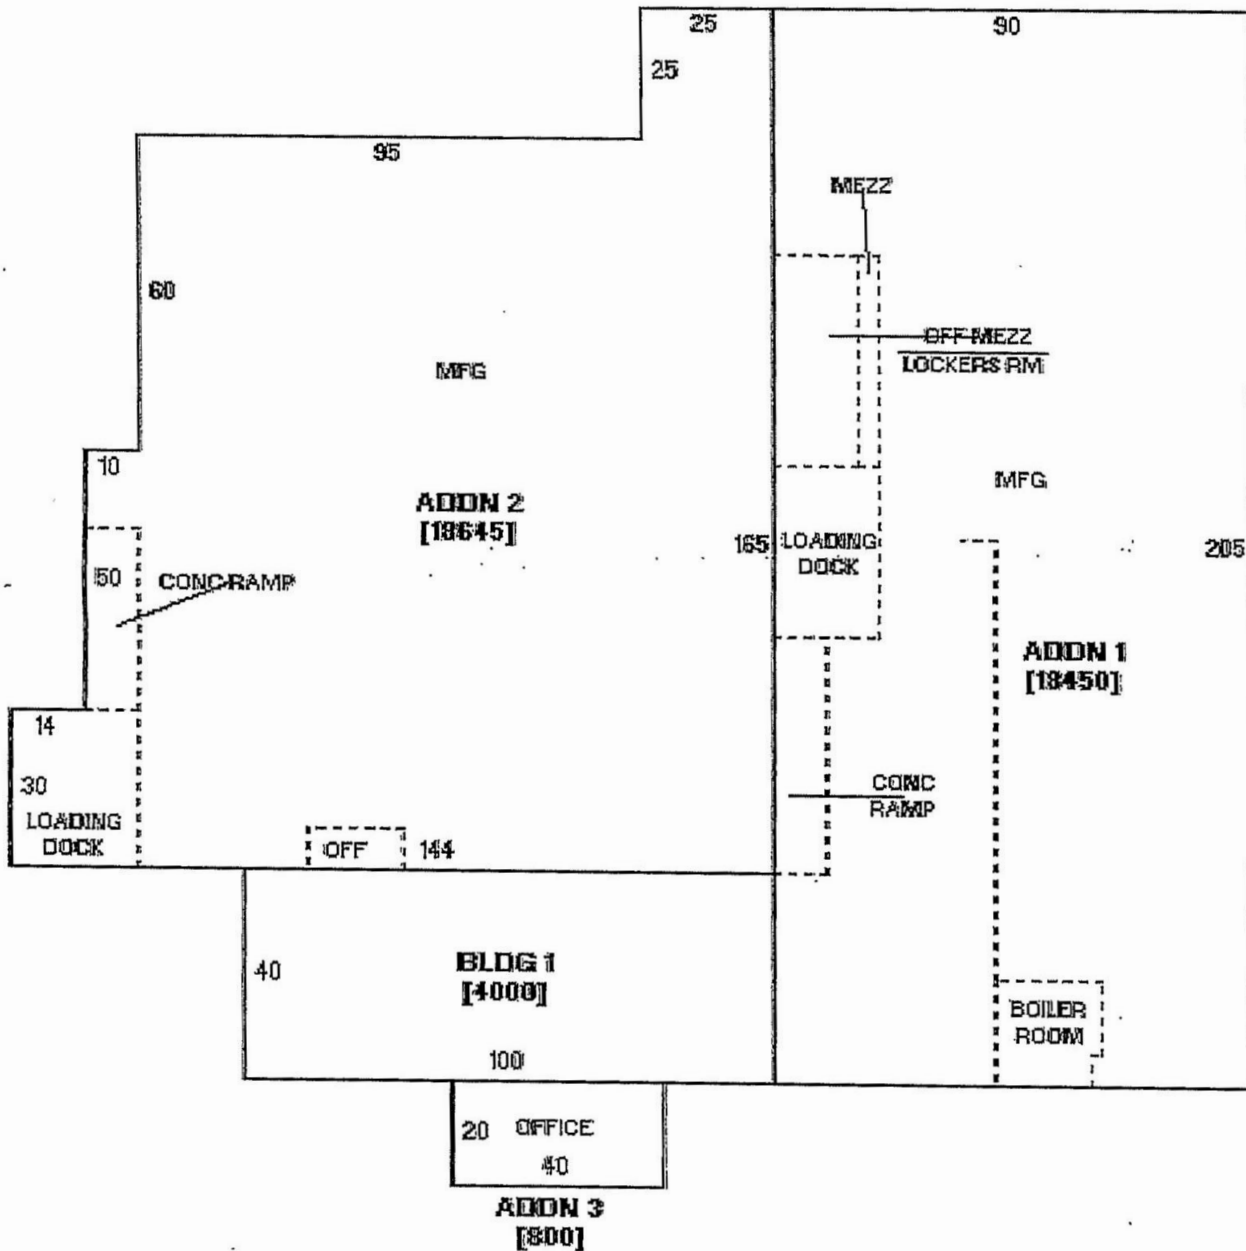 25
90
25
95
MEZZ
60
OFF MEZZ
LOCKERS RM
MFG
10
MFG
ADDN 2
[18645]
165
LOADING
DOCK
205
50
CONC RAMP
ADDN 1
[18450]
14
30
CONC
RAMP
LOADING
DOCK
OFF
144
BLDG 1
[4000]
40
BOILER
ROOM
100
20
OFFICE
40
ADDN 3
[800]